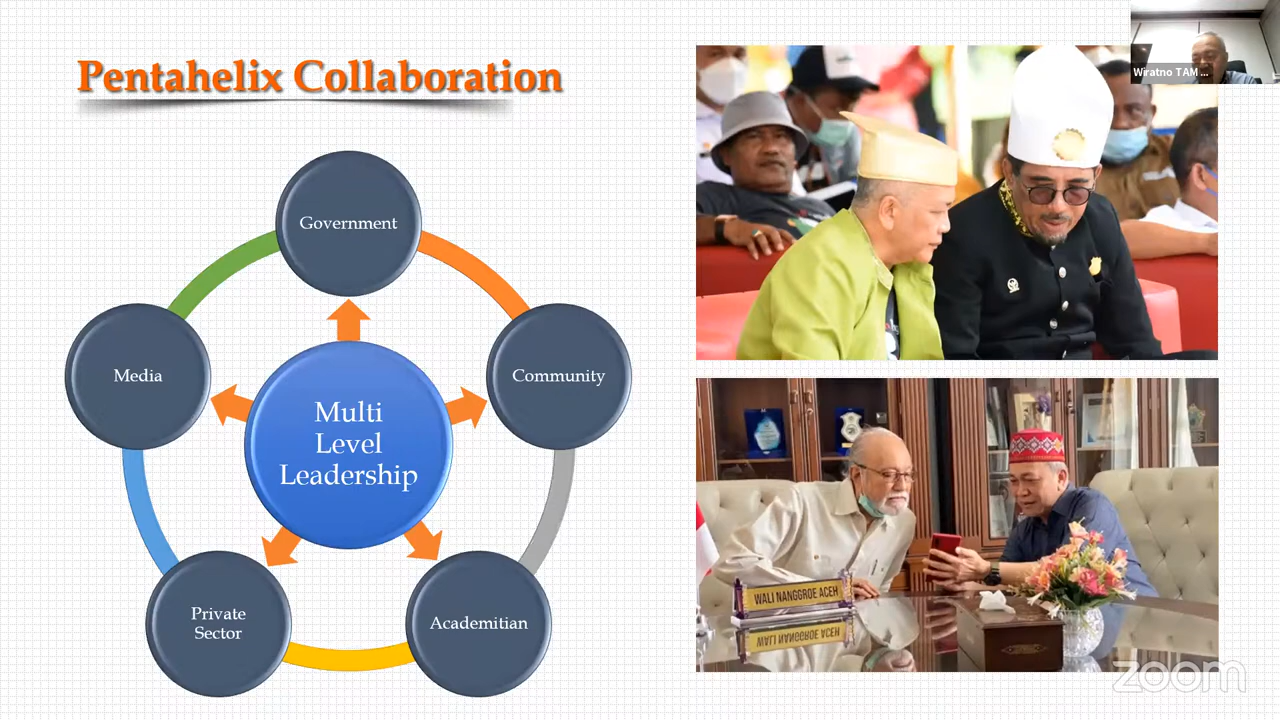 Pentahelix Collaboration
Wiratno TAM ...
Government
Media
Community
Multi
Level
Leadership
Private
Sector
Academitian
WALI NANGGROE ACEH
zoom